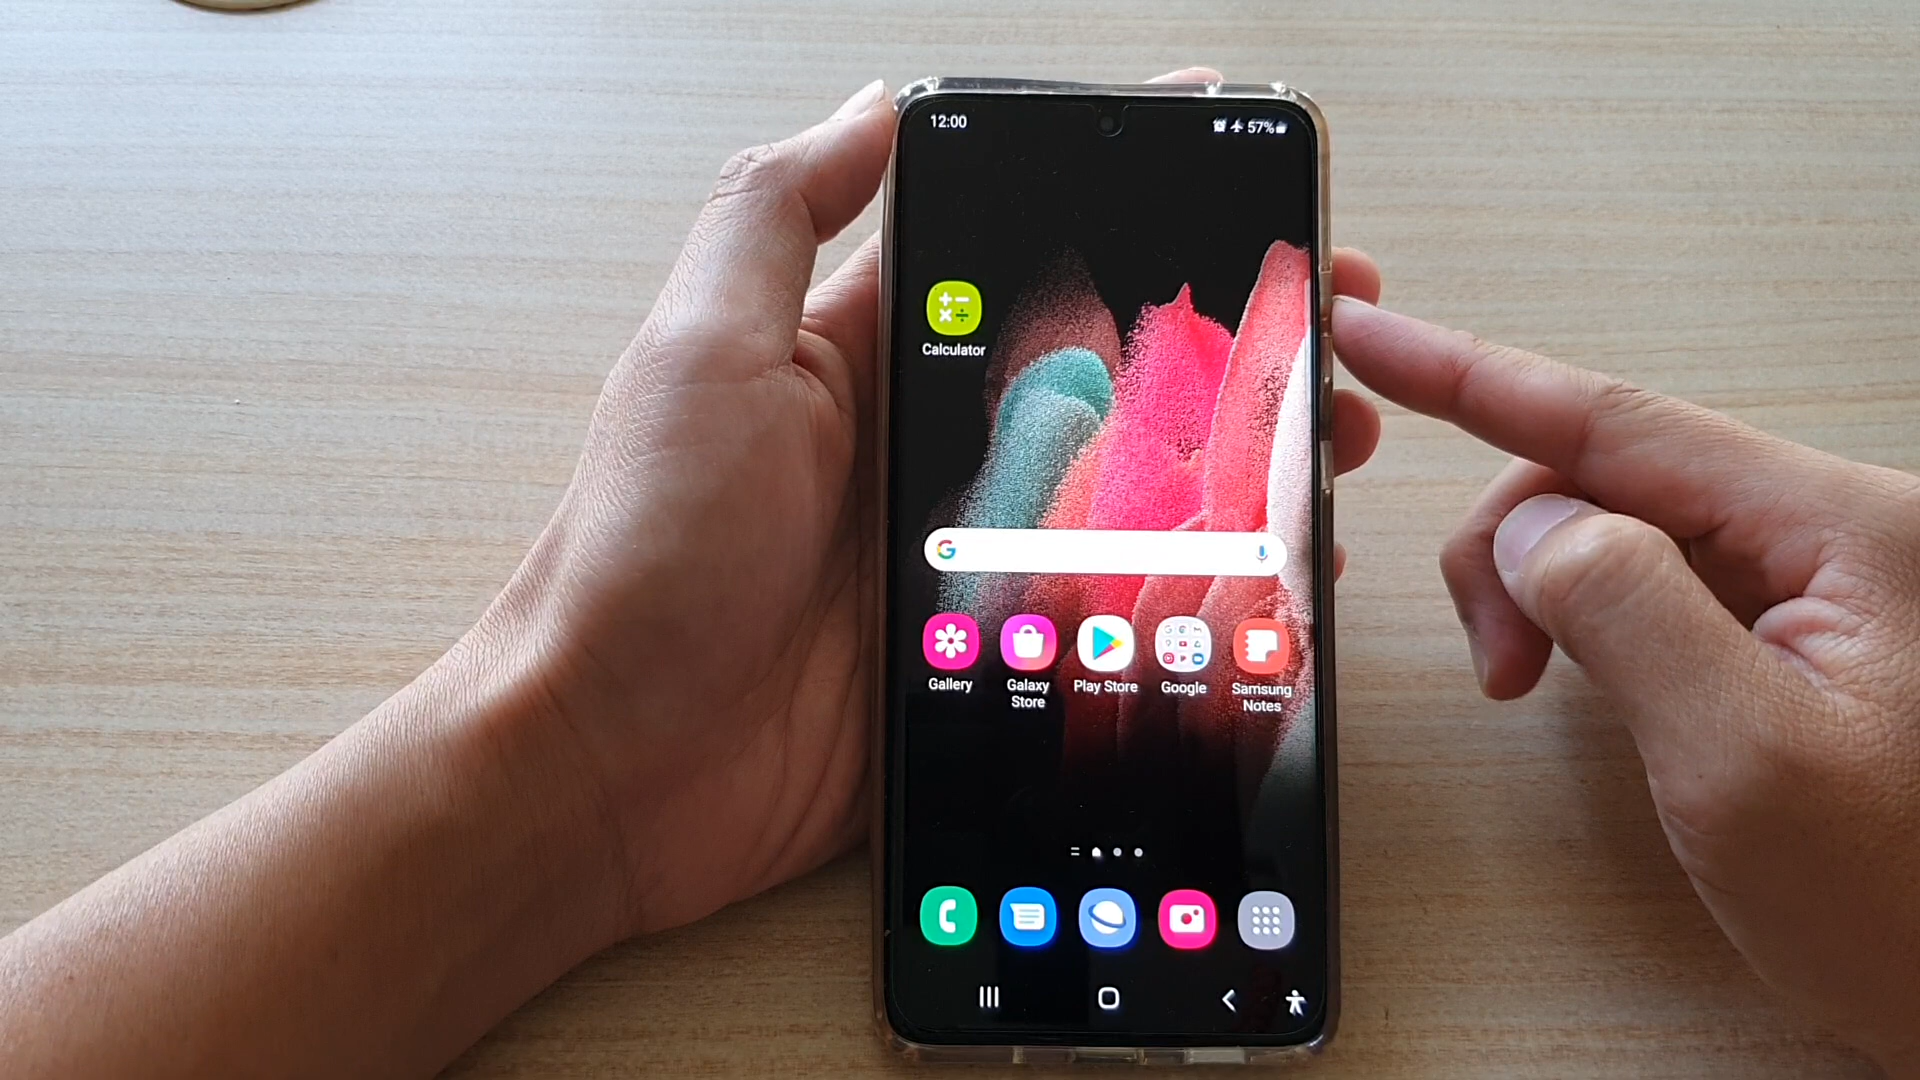 12:00
57%
Calculator
G
Gallery
Galaxy
Store
Play Store
Google
Samsung
Notes